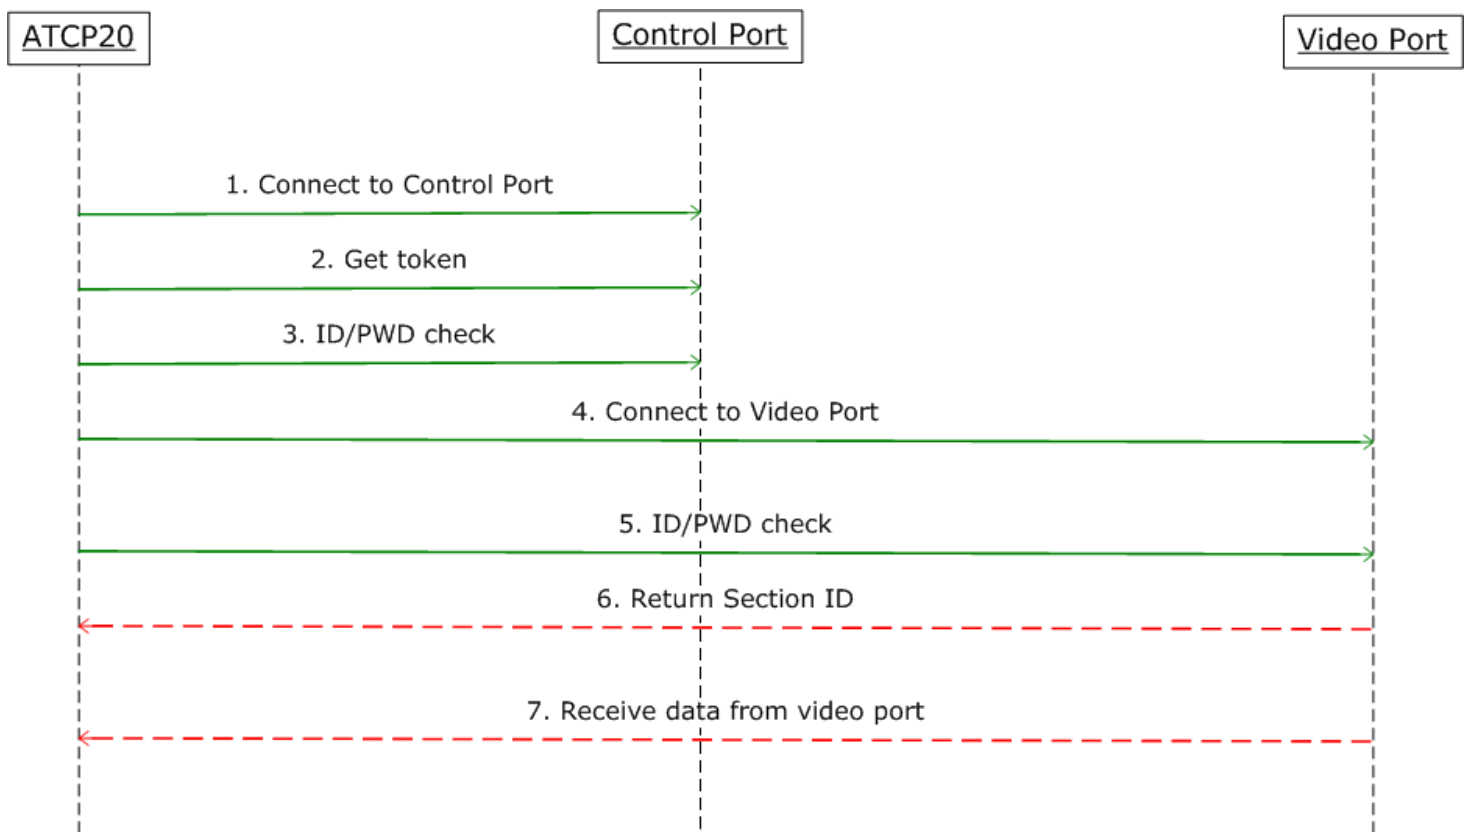 ATCP20
Control Port
Video Port
1. Connect to Control Port
2. Get token
3. ID/PWD check
4. Connect to Video Port
5. ID/PWD check
6. Return Section ID
7. Receive data from video port